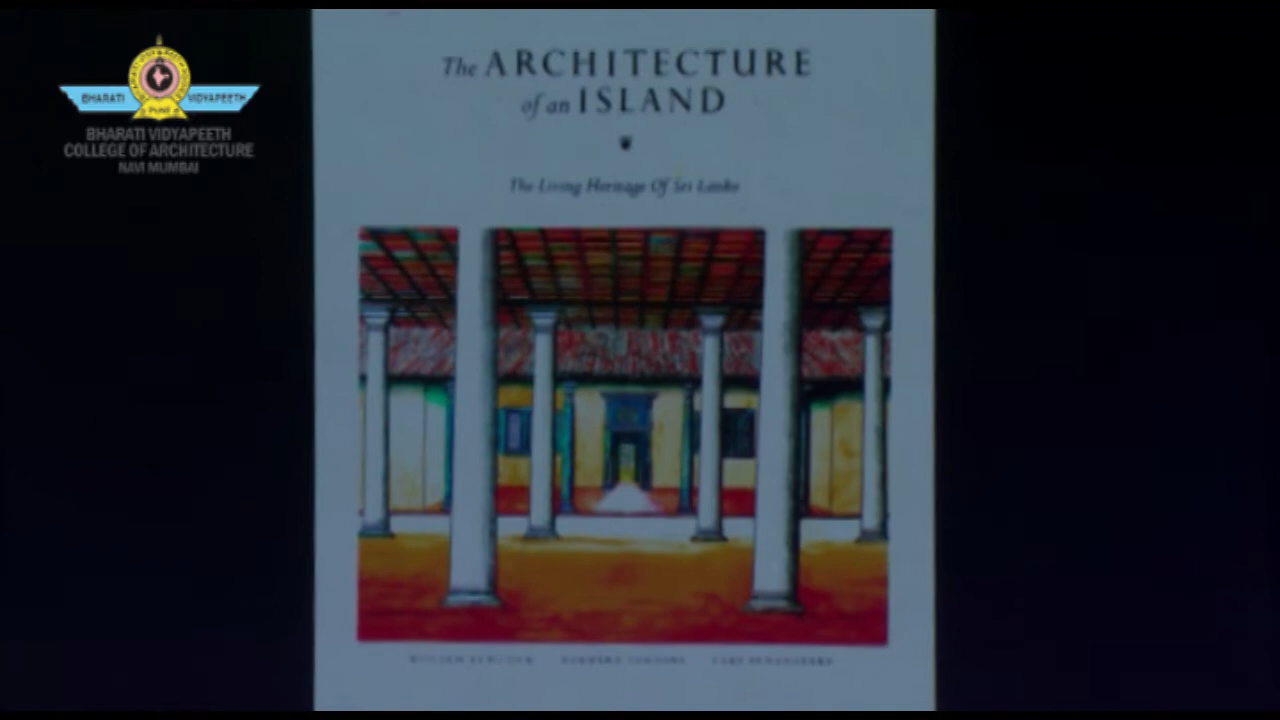 BHARATI VIDYAPEETH
PUNE
BHARATI VIDYAPEETH
COLLEGE OF ARCHITECTURE
NAVI MUMBAI
The ARCHITECTURE
of an ISLAND
The Living Heritage Of Sri Lanka